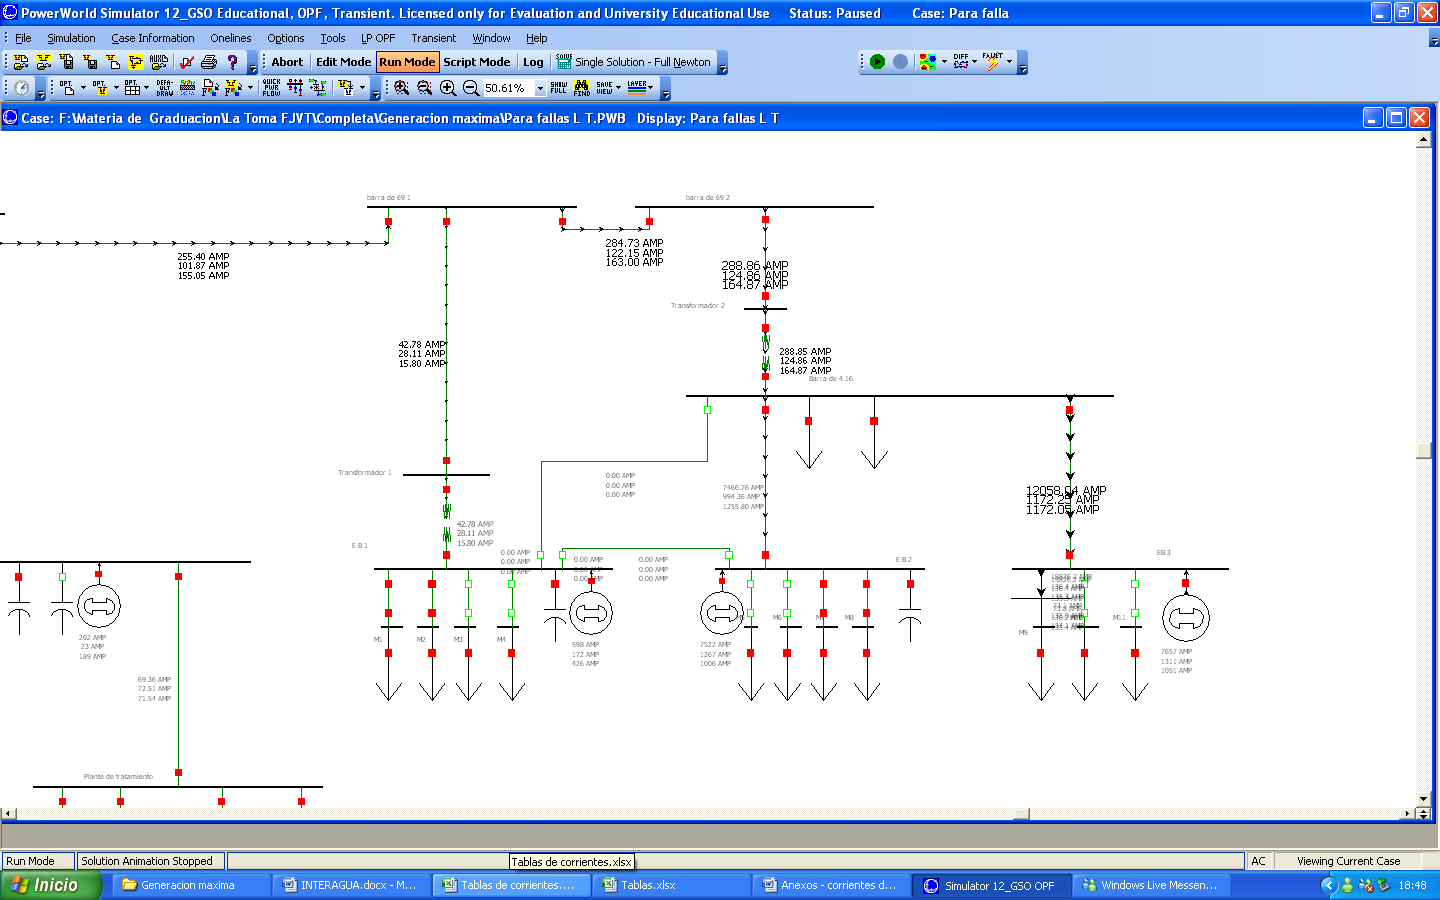 PowerWorld Simulator 12_GSO Educational, OPF, Transient. Licensed only for Evaluation and University Educational Use Status: Paused Case: Para falla
File Simulation Case Information Onelines Options Tools LP OPF Transient Window Help
Abort Edit Mode Run Mode Script Mode Log Single Solution - Full Newton
50.61%
Case: F:\Materia de Graduacion\La Toma FJVT\Completa\Generacion maxima\Para fallas L T.PWB Display: Para fallas L T
barra de 69 1
barra de 69 2
255.40 AMP
101.87 AMP
155.05 AMP
284.73 AMP
122.15 AMP
163.00 AMP
288.86 AMP
124.86 AMP
164.87 AMP
Transformador 2
42.78 AMP
28.11 AMP
15.80 AMP
288.85 AMP
124.86 AMP
164.87 AMP
Barra de 4.16
Transformador 1
0.00 AMP
0.00 AMP
0.00 AMP
7466.76 AMP
994.36 AMP
1255.80 AMP
1172.05 AMP
42.78 AMP
28.11 AMP
15.80 AMP
E B 1
0.00 AMP
0.00 AMP
0.00 AMP
0.00 AMP
0.00 AMP
0.00 AMP
0.00 AMP
0.00 AMP
0.00 AMP
E B 2
EB 3
M1
M2
M3
M4
M6
M8
M9
M11
202 AMP
23 AMP
189 AMP
598 AMP
172 AMP
426 AMP
7522 AMP
1267 AMP
1006 AMP
7657 AMP
1311 AMP
1051 AMP
69.36 AMP
72.51 AMP
71.54 AMP
Plante de tratamiento
Run Mode Solution Animation Stopped AC Viewing Current Case
Tablas de corrientes.xlsx
Inicio Generacion maxima INTERAGUA.docx - M... Tablas de corrientes.... Tablas.xlsx Anexos - corrientes d... Simulator 12_GSO OPF Windows Live Messen... 18:48